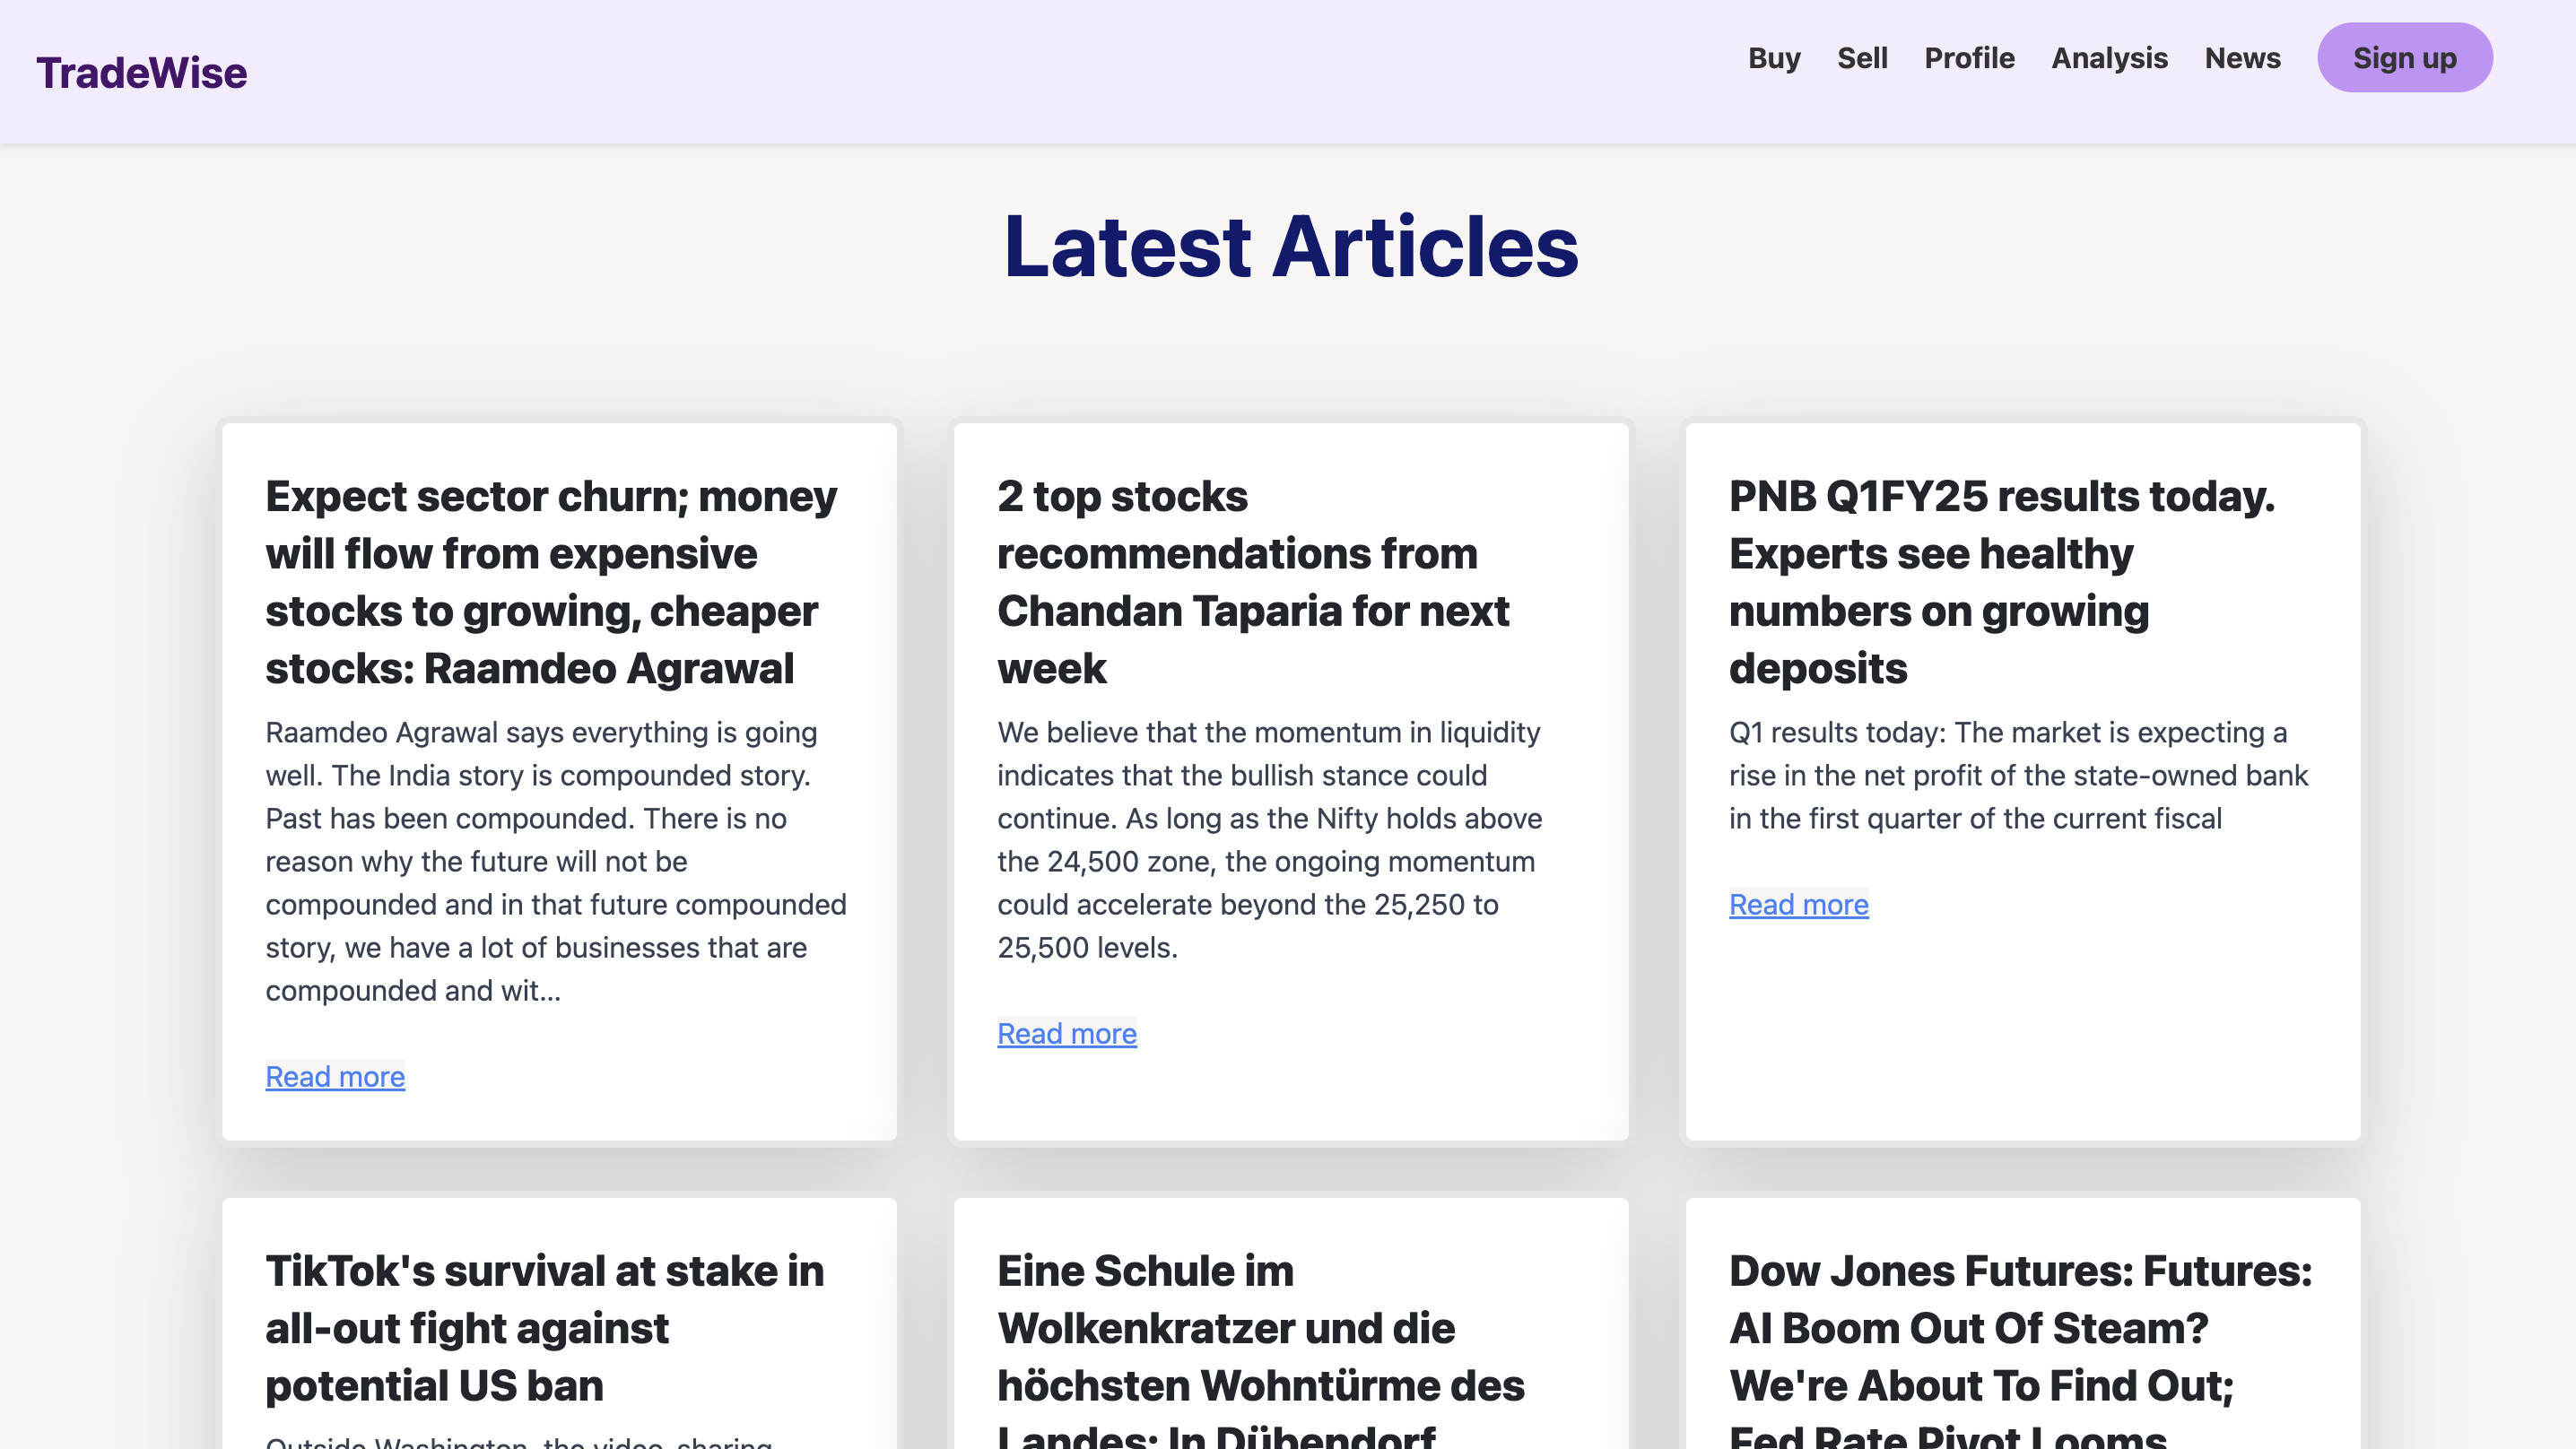 TradeWise
Buy Sell Profile Analysis News Sign up
Latest Articles
Expect sector churn; money
will flow from expensive
stocks to growing, cheaper
stocks: Raamdeo Agrawal
Raamdeo Agrawal says everything is going
well. The India story is compounded story.
Past has been compounded. There is no
reason why the future will not be
compounded and in that future compounded
story, we have a lot of businesses that are
compounded and wit...
Read more
2 top stocks
recommendations from
Chandan Taparia for next
week
We believe that the momentum in liquidity
indicates that the bullish stance could
continue. As long as the Nifty holds above
the 24,500 zone, the ongoing momentum
could accelerate beyond the 25,250 to
25,500 levels.
Read more
PNB Q1FY25 results today.
Experts see healthy
numbers on growing
deposits
Q1 results today: The market is expecting a
rise in the net profit of the state-owned bank
in the first quarter of the current fiscal
Read more
TikTok's survival at stake in
all-out fight against
potential US ban
Outside Washington, the video-sharing
Eine Schule im
Wolkenkratzer und die
höchsten Wohntürme des
Landes: In Dübendorf
Dow Jones Futures: Futures:
AI Boom Out Of Steam?
We're About To Find Out;
Fed Rate Pivot Looms